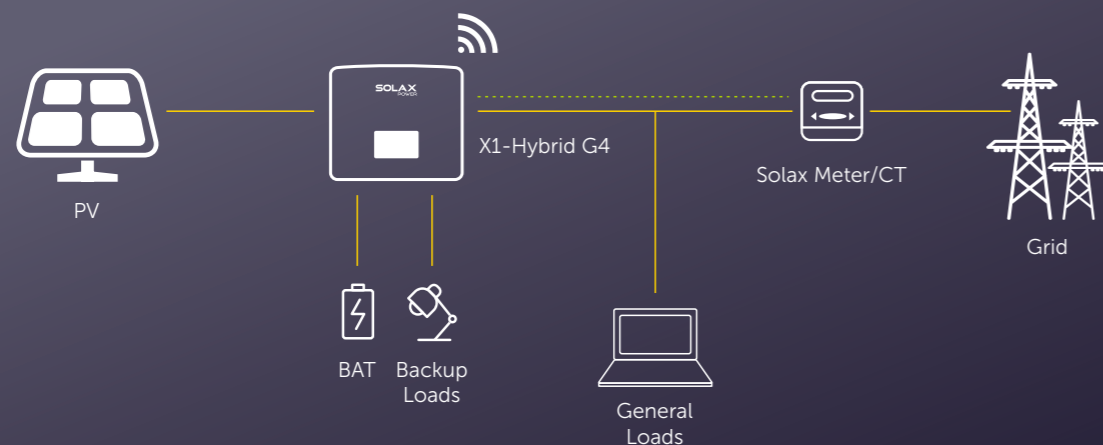 SOLAX
POWER
X1-Hybrid G4
Solax Meter/CT
PV
Grid
BAT
Backup
Loads
General
Loads